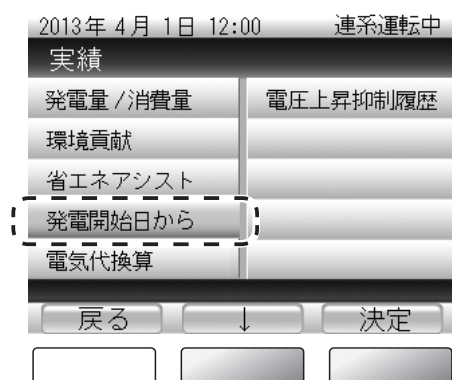 2013年 4月 1日 12:00 連系運転中
実績
発電量/消費量 電圧上昇抑制履歴
環境貢献
省エネアシスト
発電開始日から
電気代換算
戻る ↓ 決定